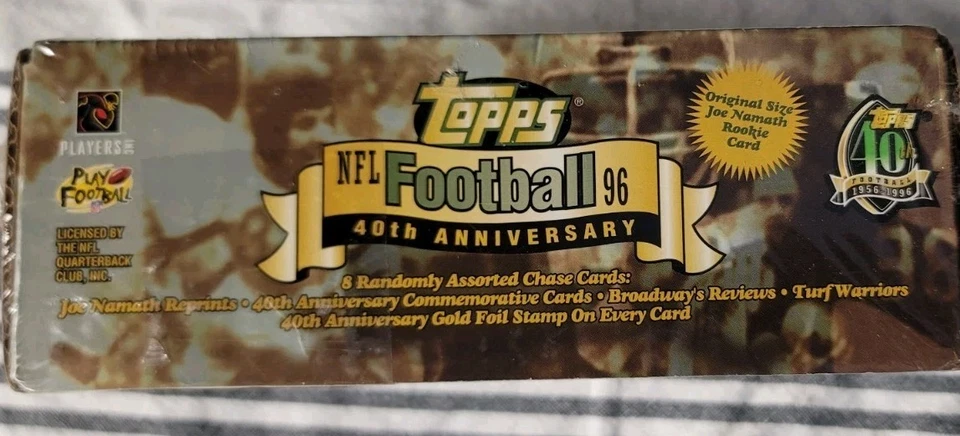 TOPPS®
NFL Football 96
40th ANNIVERSARY
Original Size
Joe Namath
Rookie
Card
TOPPS
40th
FOOTBALL
1956-1996
PLAYERS INC
PLAY
FOOTBALL
LICENSED BY
THE NFL
QUARTERBACK
CLUB, INC.
8 Randomly Assorted Chase Cards:
Joe Namath Reprints • 40th Anniversary Commemorative Cards • Broadway's Reviews • Turf Warriors
40th Anniversary Gold Foil Stamp On Every Card